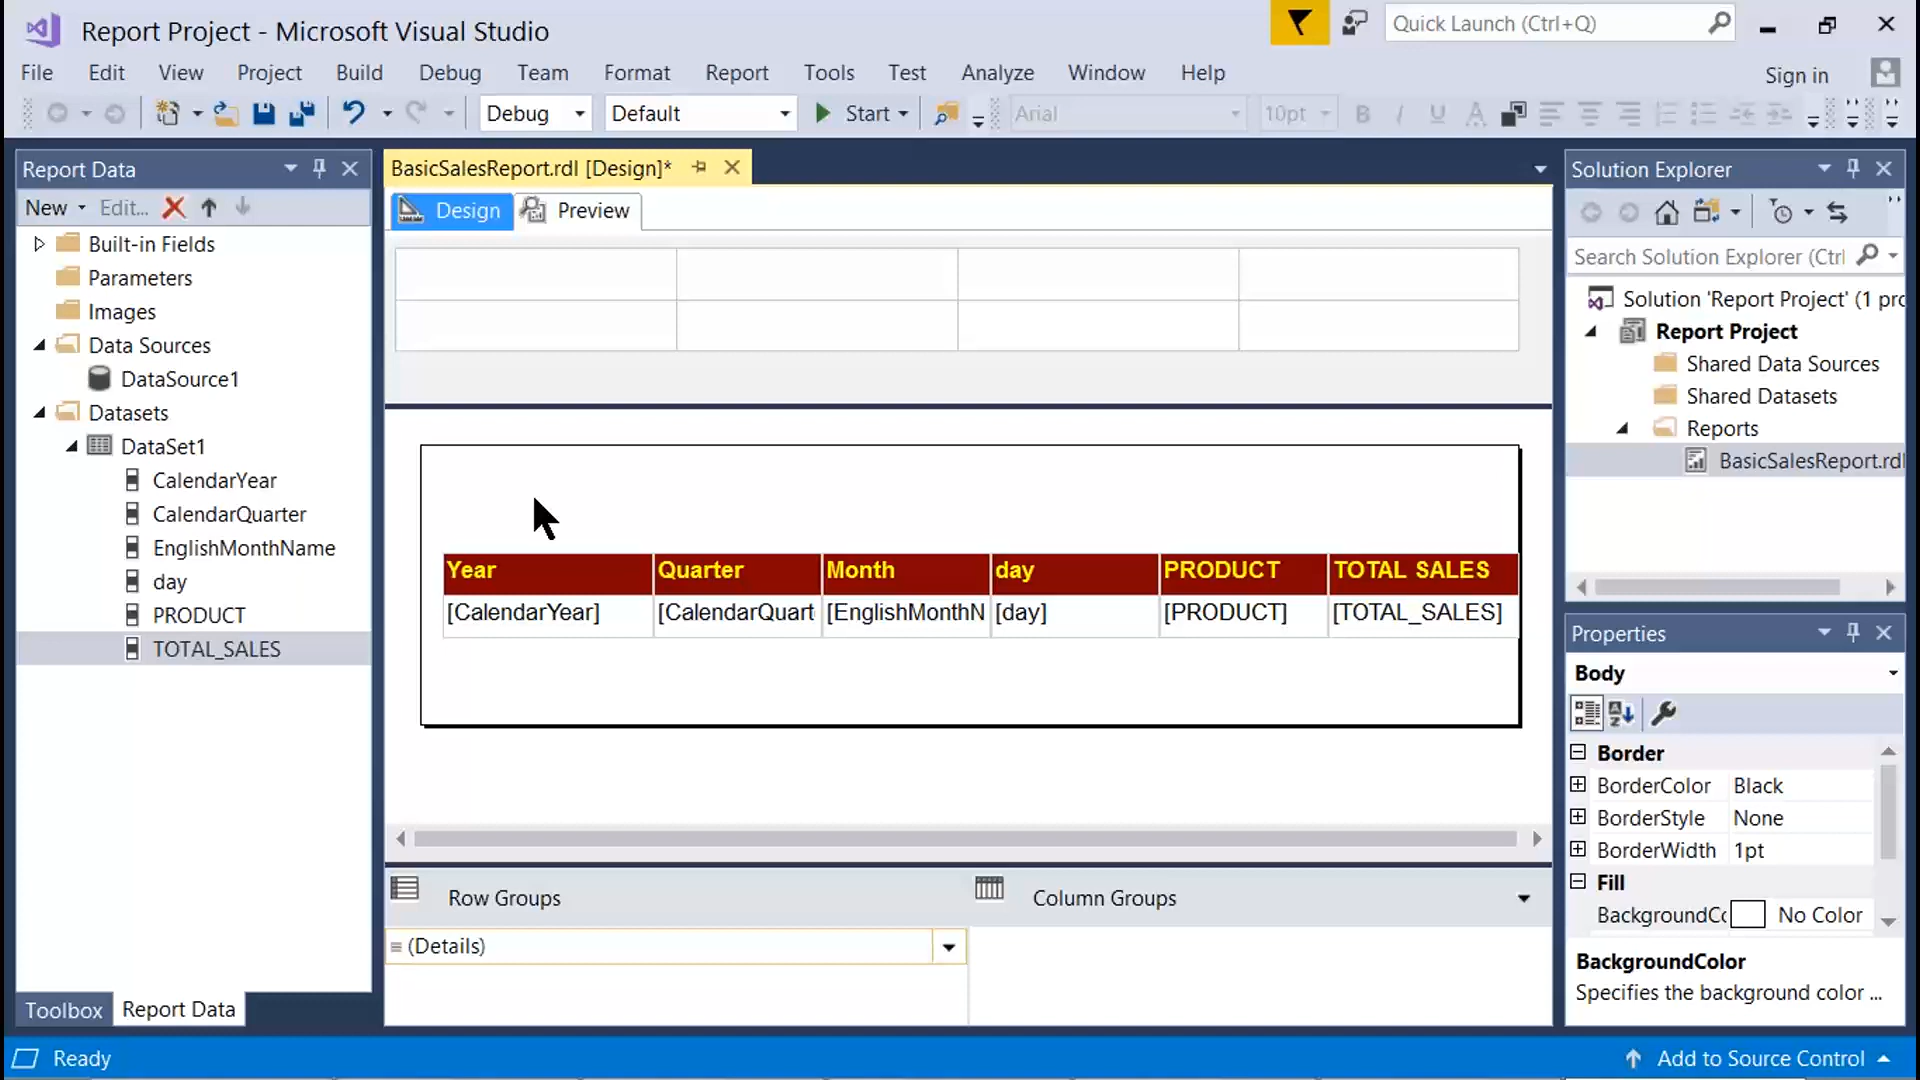 Report Project - Microsoft Visual Studio
Quick Launch (Ctrl+Q)
File Edit View Project Build Debug Team Format Report Tools Test Analyze Window Help
Sign in
Debug Default Start Arial 10pt B I U A
Report Data
New Edit...
Built-in Fields
Parameters
Images
Data Sources
DataSource1
Datasets
DataSet1
CalendarYear
CalendarQuarter
EnglishMonthName
day
PRODUCT
TOTAL_SALES
Toolbox Report Data
BasicSalesReport.rdl [Design]*
Design Preview
Year Quarter Month day PRODUCT TOTAL SALES
[CalendarYear] [CalendarQuart [EnglishMonthN [day] [PRODUCT] [TOTAL_SALES]
Row Groups Column Groups
(Details)
Solution Explorer
Search Solution Explorer (Ctrl
Solution 'Report Project' (1 pro
Report Project
Shared Data Sources
Shared Datasets
Reports
BasicSalesReport.rdl
Properties
Body
Border
BorderColor Black
BorderStyle None
BorderWidth 1pt
Fill
BackgroundCo No Color
BackgroundColor
Specifies the background color ...
Ready
Add to Source Control